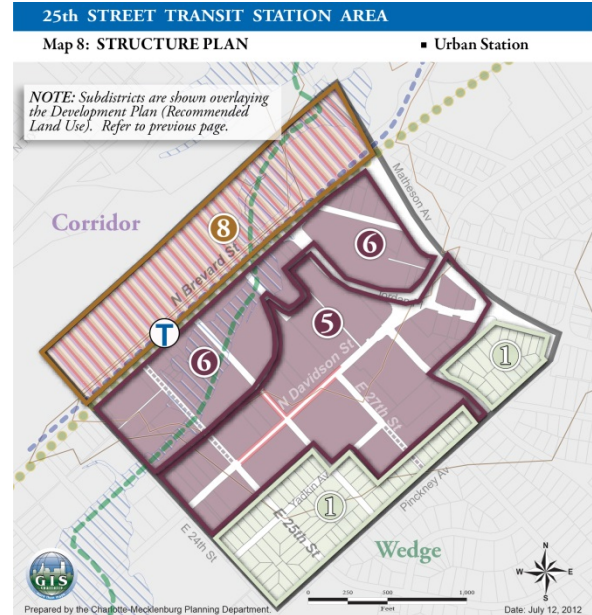 25th STREET TRANSIT STATION AREA
Map 8: STRUCTURE PLAN
Urban Station
NOTE: Subdistricts are shown overlaying
the Development Plan (Recommended
Land Use). Refer to previous page.
Matheson Av
Corridor
8
N Brevard St
6
T
5
6
N Davidson St
1
E 27th St
Yadkin Av
1
Pinckney Av
E 25th St
E 24th St
Wedge
N
W
E
S
GIS
0 250 500 1,000
Feet
Prepared by the Charlotte-Mecklenburg Planning Department.
Date: July 12, 2012